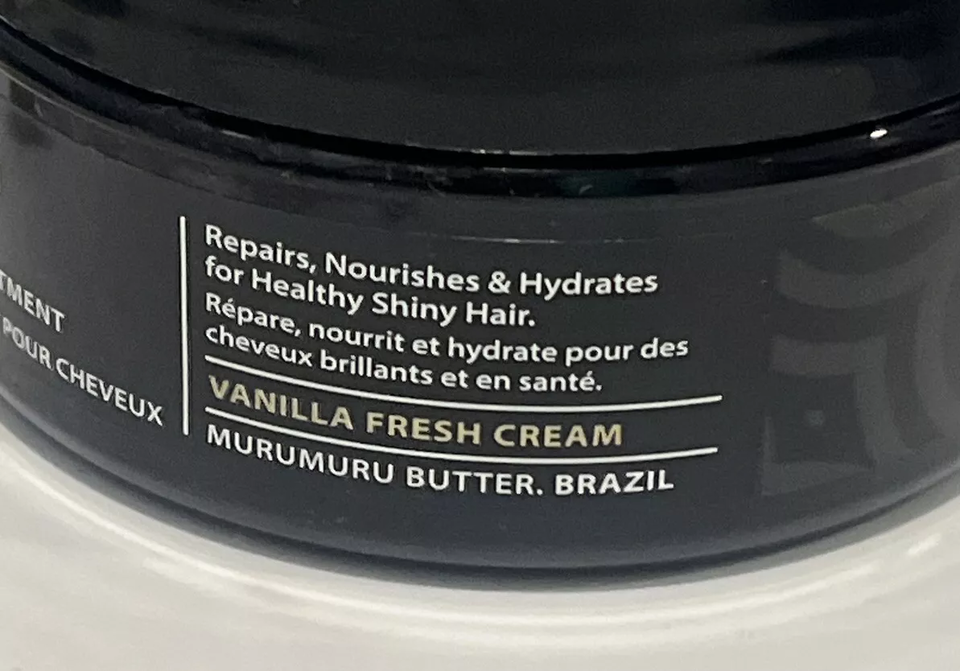 TMENT
POUR CHEVEUX
Repairs, Nourishes & Hydrates
for Healthy Shiny Hair.
Répare, nourrit et hydrate pour des
cheveux brillants et en santé.
VANILLA FRESH CREAM
MURUMURU BUTTER. BRAZIL